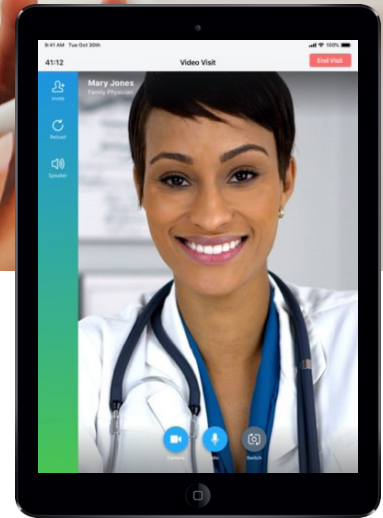 9:41 AM Tue Oct 30th
100%
41:12
Video Visit
End Visit
Mary Jones
Family Physician
Invite
Reload
Speaker
Camera
Switch